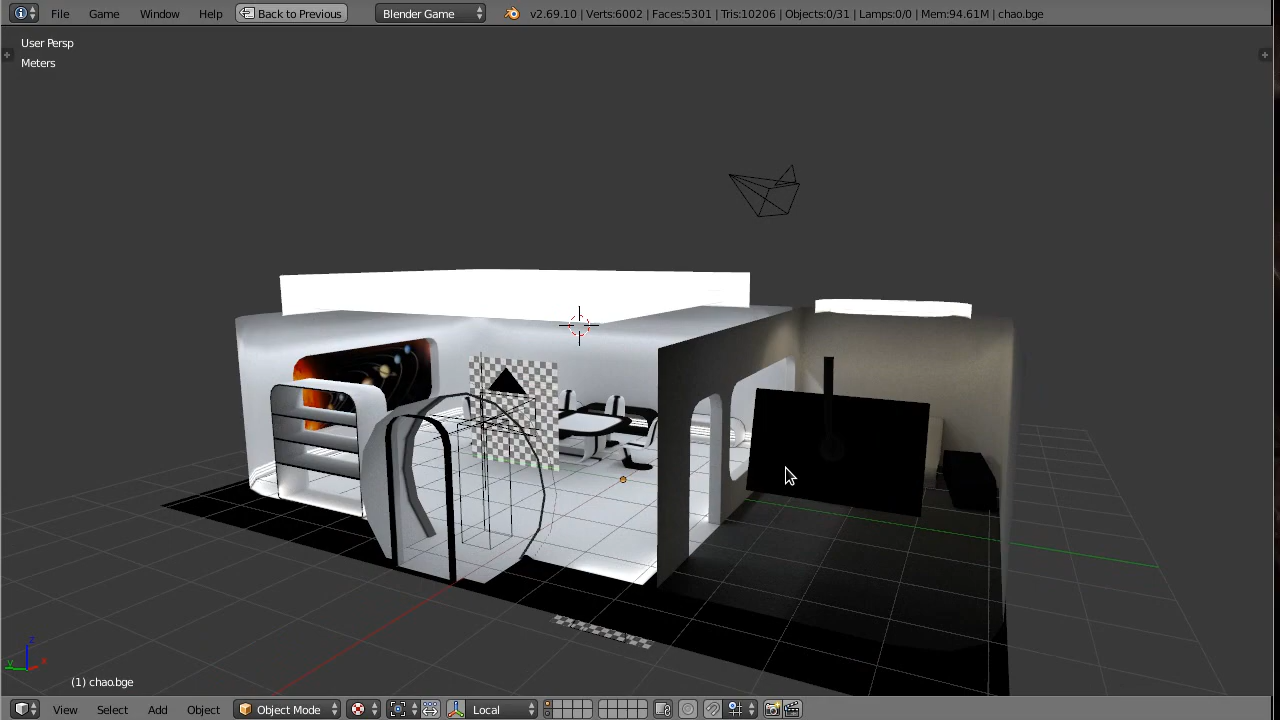 File Game Window Help Back to Previous Blender Game v2.69.10 | Verts:6002 | Faces:5301 | Tris:10206 | Objects:0/31 | Lamps:0/0 | Mem:94.61M | chao.bge
User Persp
Meters
z
y x
(1) chao.bge
View Select Add Object Object Mode Local